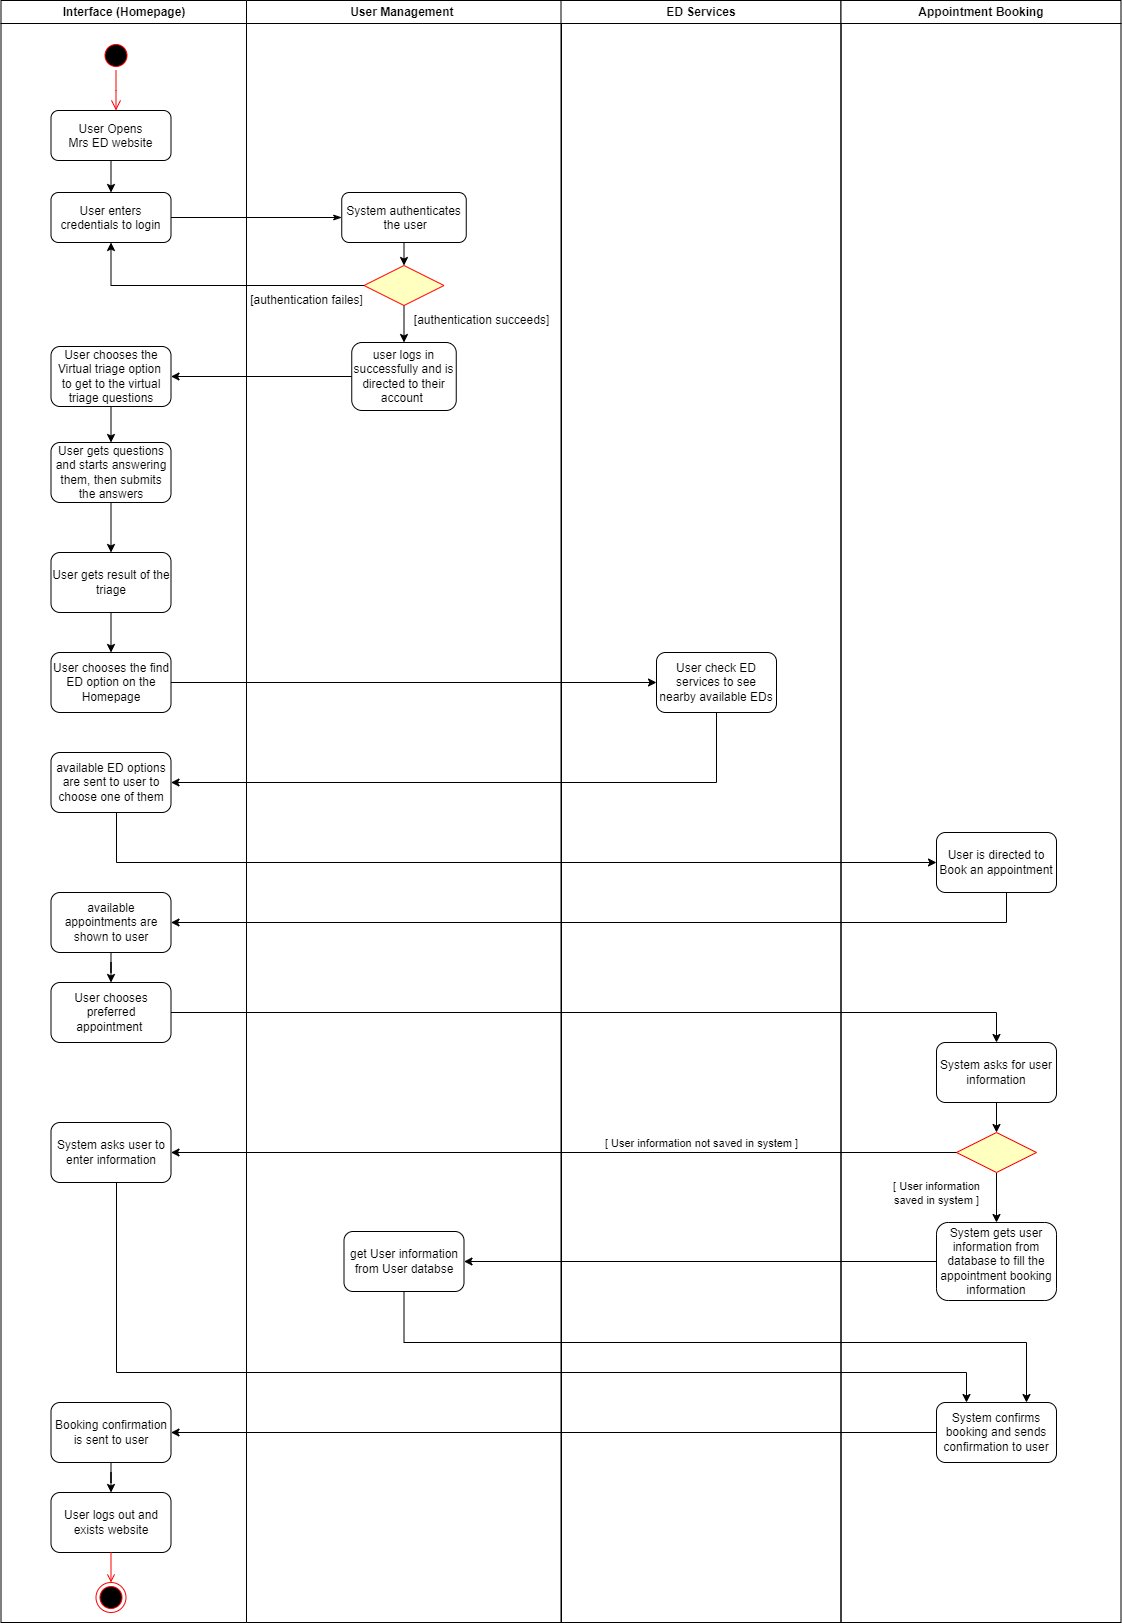 Interface (Homepage)
User Management
ED Services
Appointment Booking
User Opens
Mrs ED website
User enters
credentials to login
System authenticates
the user
[authentication failes]
[authentication succeeds]
user logs in
successfully and is
directed to their
account
User chooses the
Virtual triage option
to get to the virtual
triage questions
User gets questions
and starts answering
them, then submits
the answers
User gets result of the
triage
User chooses the find
ED option on the
Homepage
User check ED
services to see
nearby available EDs
available ED options
are sent to user to
choose one of them
User is directed to
Book an appointment
available
appointments are
shown to user
User chooses
preferred
appointment
System asks for user
information
[ User information not saved in system ]
System asks user to
enter information
[ User information
saved in system ]
System gets user
information from
database to fill the
appointment booking
information
get User information
from User databse
System confirms
booking and sends
confirmation to user
Booking confirmation
is sent to user
User logs out and
exists website